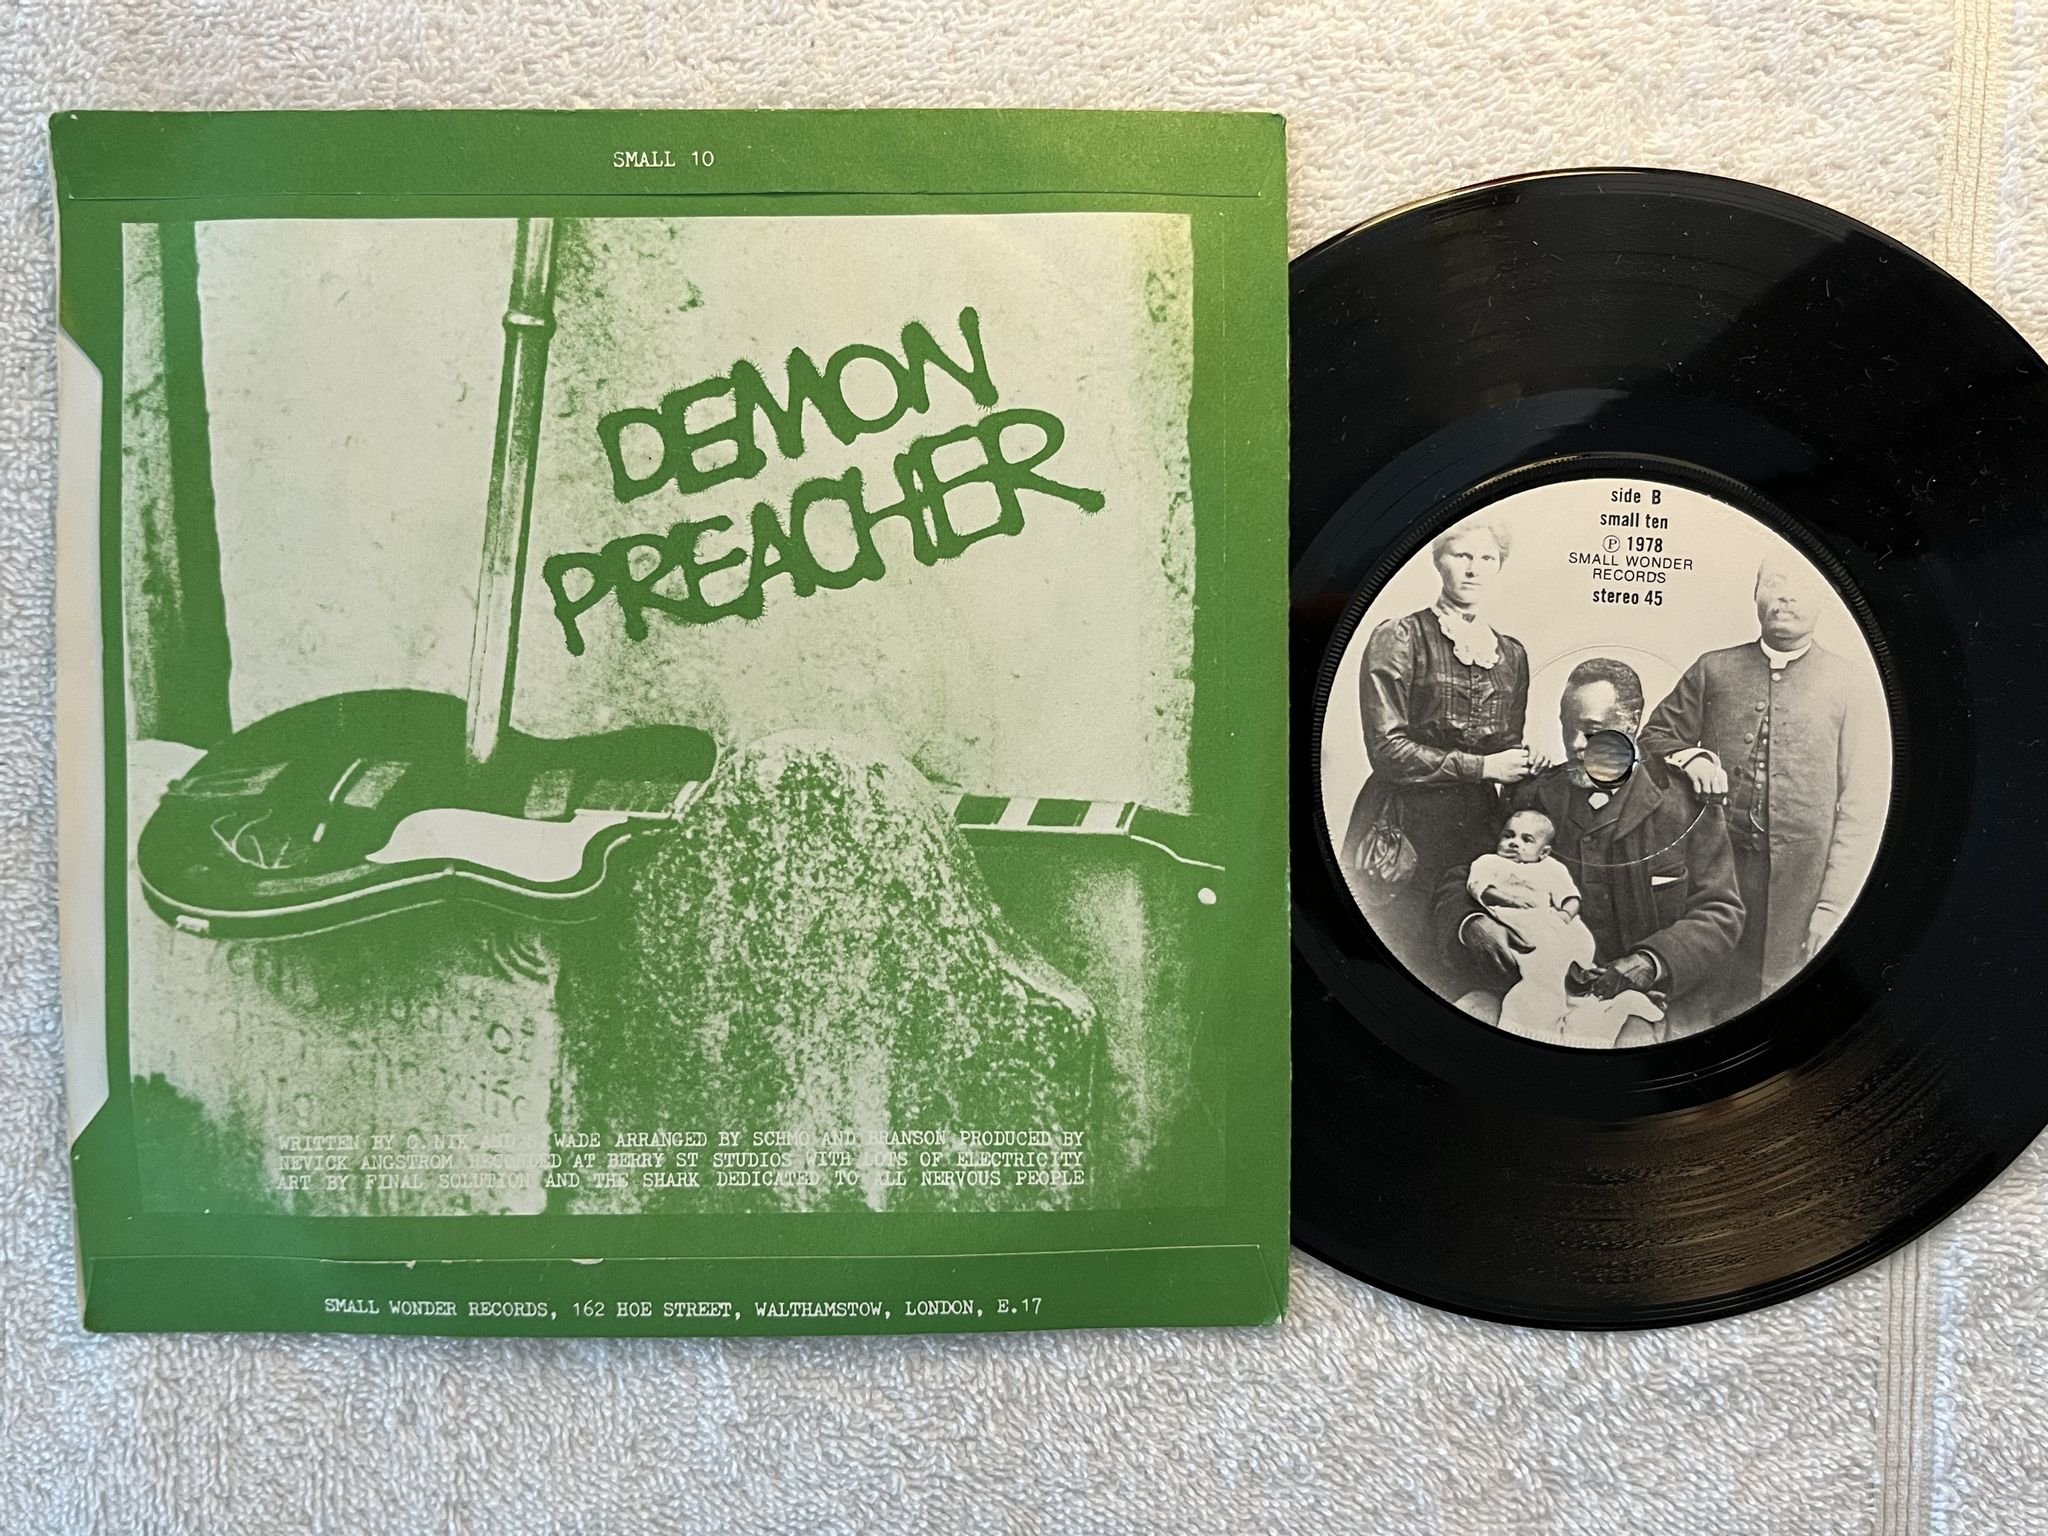 SMALL 10
DEMON
PREACHER
WRITTEN BY C. NIK AND S. WADE ARRANGED BY SCHMO AND BRANSON PRODUCED BY
NEVICK ANGSTROM RECORDED AT BERRY ST STUDIOS WITH LOTS OF ELECTRICITY
ART BY FINAL SOLUTION AND THE SHARK DEDICATED TO ALL NERVOUS PEOPLE
SMALL WONDER RECORDS, 162 HOE STREET, WALTHAMSTOW, LONDON, E.17
side B
small ten
Ⓟ 1978
SMALL WONDER
RECORDS
stereo 45